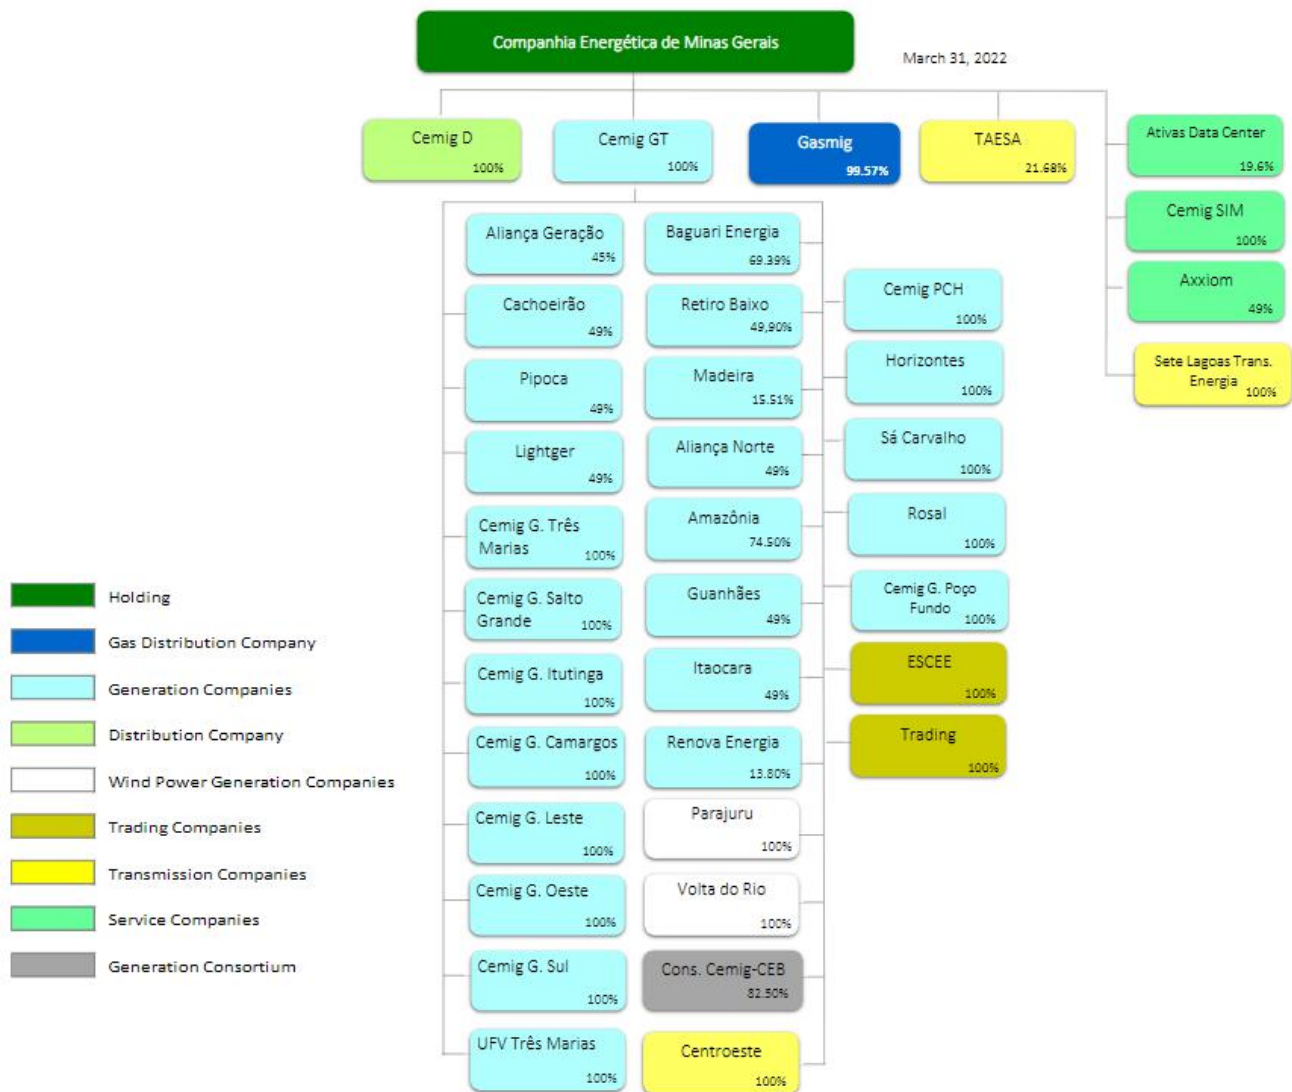 Companhia Energética de Minas Gerais
March 31, 2022
Cemig D
100%
Cemig GT
100%
Gasmig
99.57%
TAESA
21.68%
Ativas Data Center
19.6%
Cemig SIM
100%
Axxiom
49%
Sete Lagoas Trans.
Energia
100%
Aliança Geração
45%
Cachoeirão
49%
Pipoca
49%
Lightger
49%
Cemig G. Três
Marias
100%
Cemig G. Salto
Grande
100%
Cemig G. Itutinga
100%
Cemig G. Camargos
100%
Cemig G. Leste
100%
Cemig G. Oeste
100%
Cemig G. Sul
100%
UFV Três Marias
100%
Baguari Energia
69.39%
Retiro Baixo
49,90%
Madeira
15.51%
Aliança Norte
49%
Amazônia
74.50%
Guanhães
49%
Itaocara
49%
Renova Energia
13.80%
Parajuru
100%
Volta do Rio
100%
Cons. Cemig-CEB
82.50%
Centroeste
100%
Cemig PCH
100%
Horizontes
100%
Sá Carvalho
100%
Rosal
100%
Cemig G. Poço
Fundo
100%
ESCEE
100%
Trading
100%
Holding
Gas Distribution Company
Generation Companies
Distribution Company
Wind Power Generation Companies
Trading Companies
Transmission Companies
Service Companies
Generation Consortium